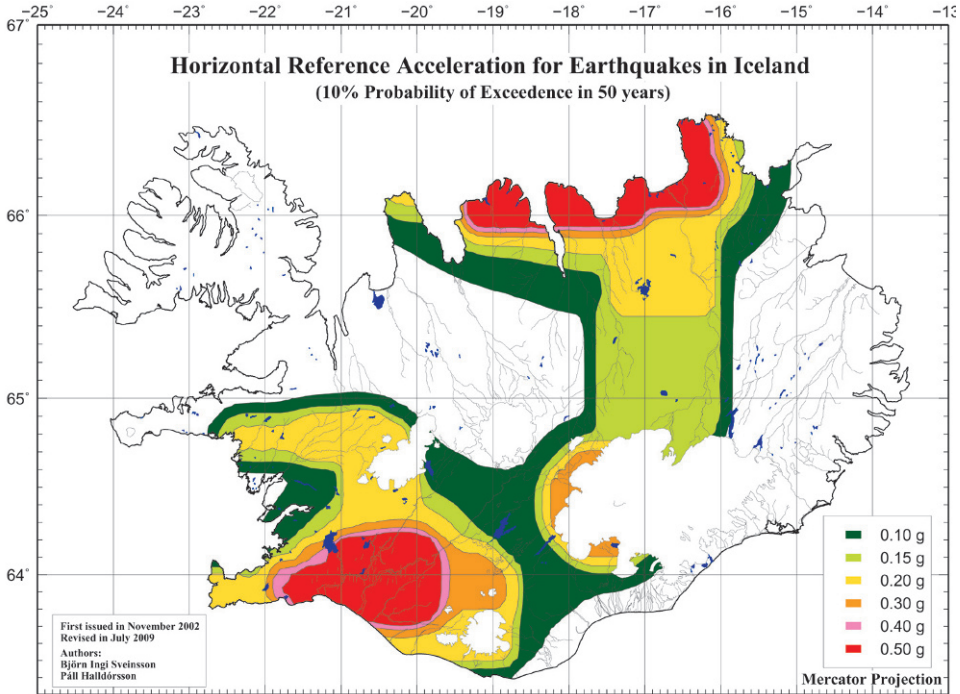 −25˚ −24˚ −23˚ −22˚ −21˚ −20˚ −19˚ −18˚ −17˚ −16˚ −15˚ −14˚ −13˚
67˚
Horizontal Reference Acceleration for Earthquakes in Iceland
(10% Probability of Exceedence in 50 years)
66˚
65˚
64˚
0.10 g
0.15 g
0.20 g
0.30 g
0.40 g
0.50 g
First issued in November 2002
Revised in July 2009
Authors:
Björn Ingi Sveinsson
Páll Halldórsson
Mercator Projection